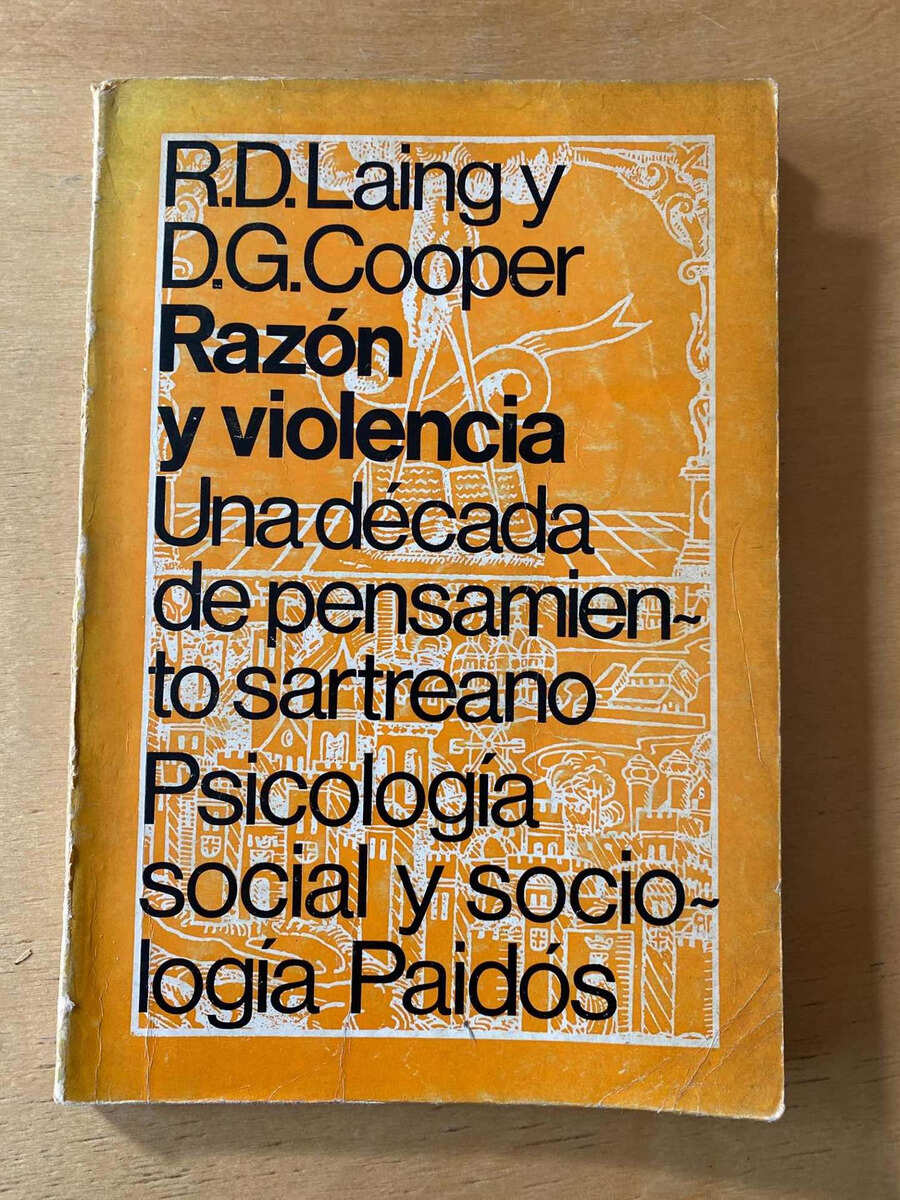 R.D.Laing y
D.G.Cooper
Razón
y violencia
Una década
de pensamien~
to sartreano
Psicología
social y socio~
logía Paidós